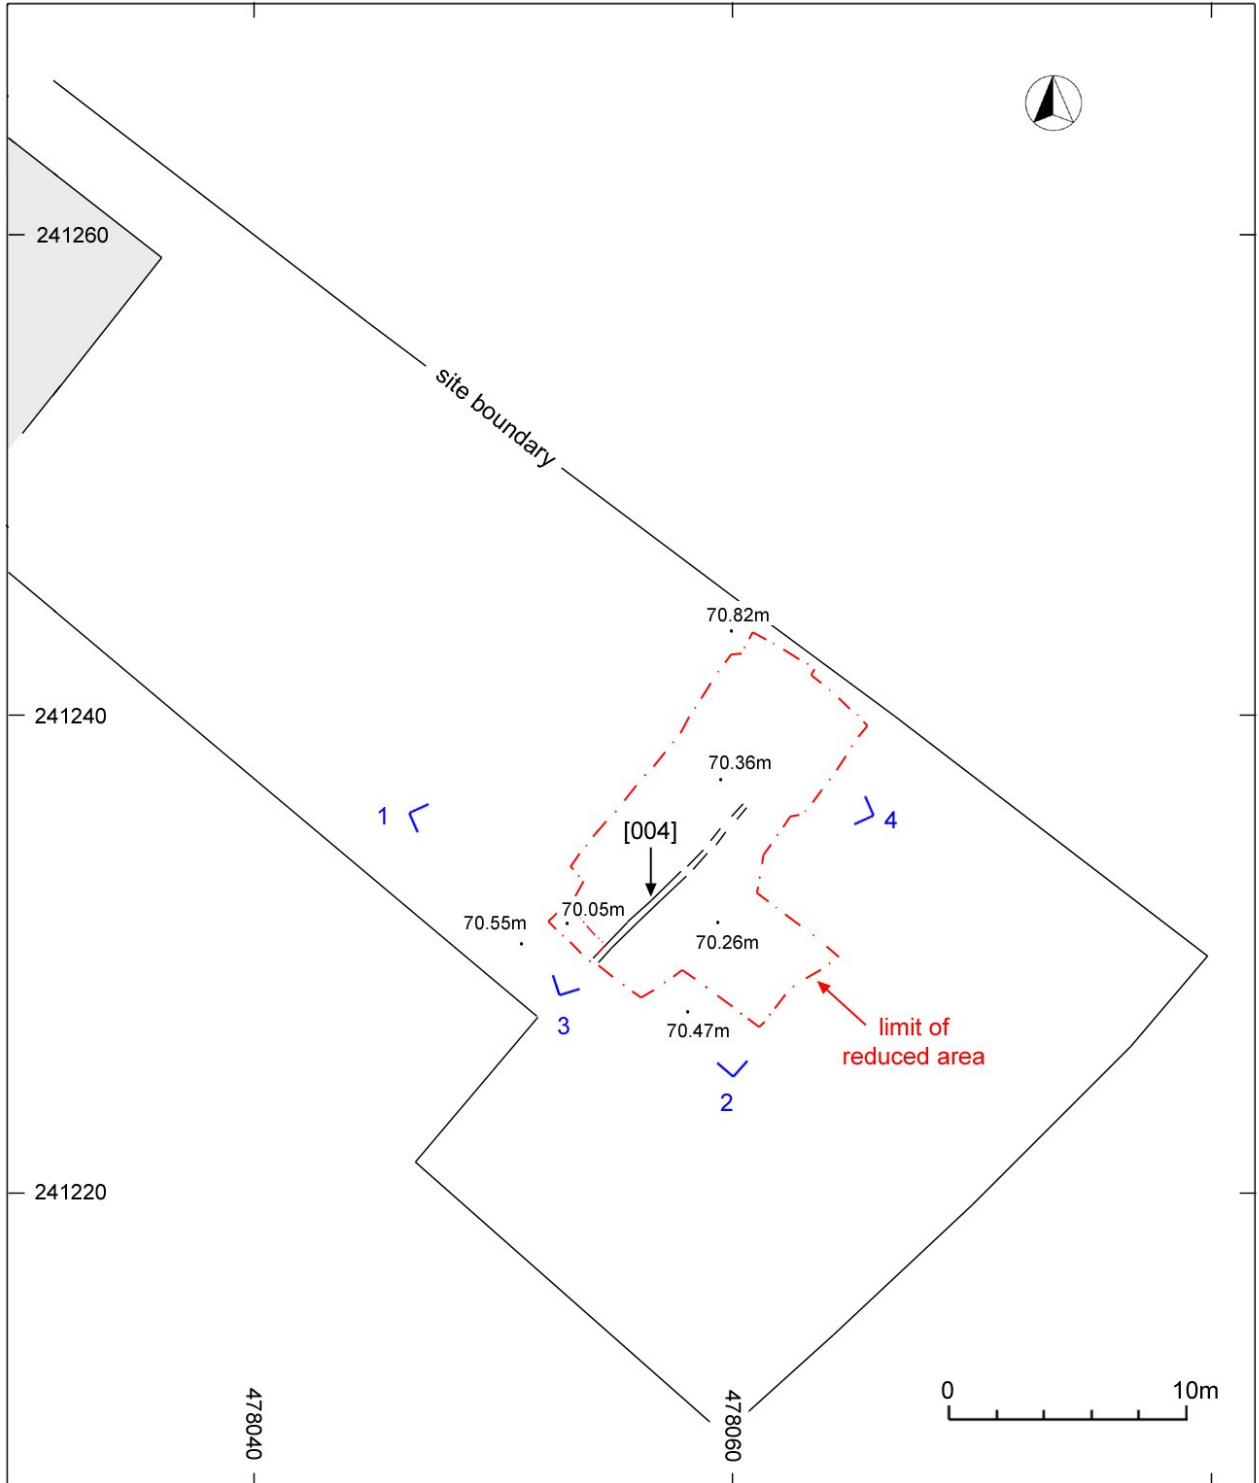 241260
site boundary
70.82m
241240
70.36m
1
[004]
4
70.55m
70.05m
70.26m
3
70.47m
limit of
reduced area
2
241220
478040
478060
0
10m